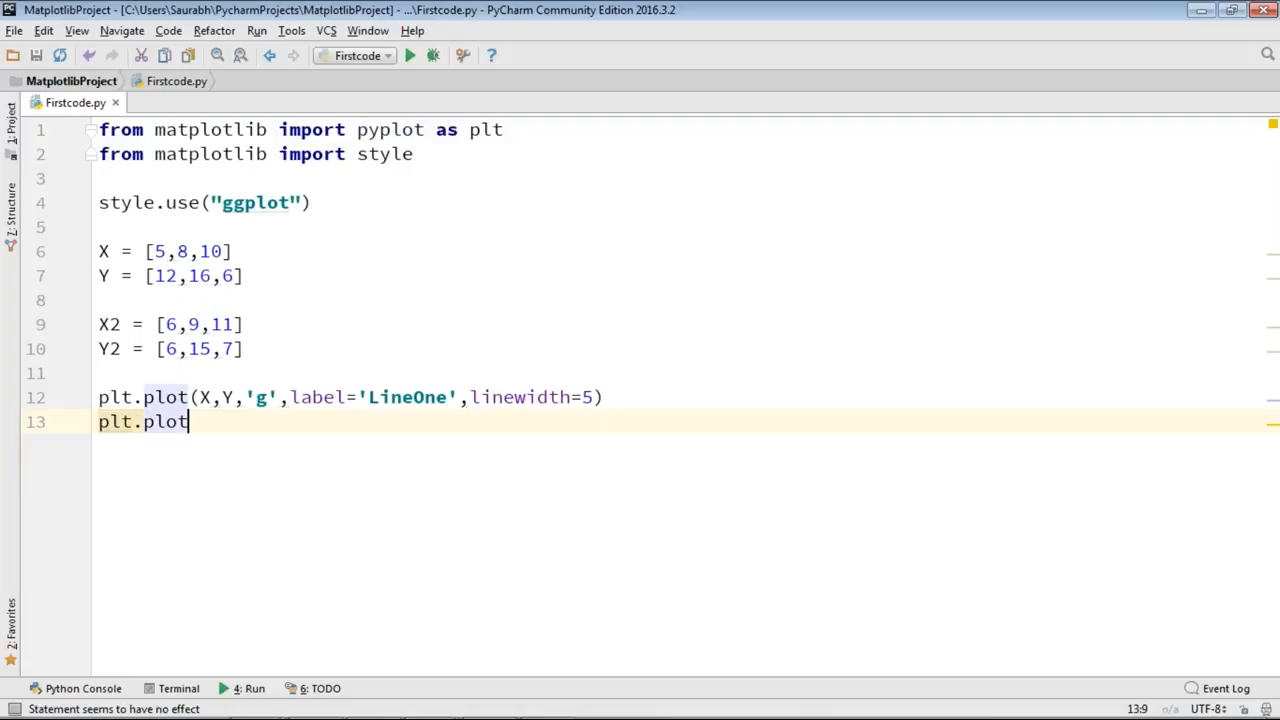 MatplotlibProject - [C:\Users\Saurabh\PycharmProjects\MatplotlibProject] - ...\Firstcode.py - PyCharm Community Edition 2016.3.2
File Edit View Navigate Code Refactor Run Tools VCS Window Help
Firstcode
MatplotlibProject Firstcode.py
Firstcode.py
1: Project
Z: Structure
2: Favorites
1 from matplotlib import pyplot as plt
2 from matplotlib import style
3
4 style.use("ggplot")
5
6 X = [5,8,10]
7 Y = [12,16,6]
8
9 X2 = [6,9,11]
10 Y2 = [6,15,7]
11
12 plt.plot(X,Y,'g',label='LineOne',linewidth=5)
13 plt.plot
Python Console Terminal 4: Run 6: TODO Event Log
Statement seems to have no effect 13:9 n/a UTF-8